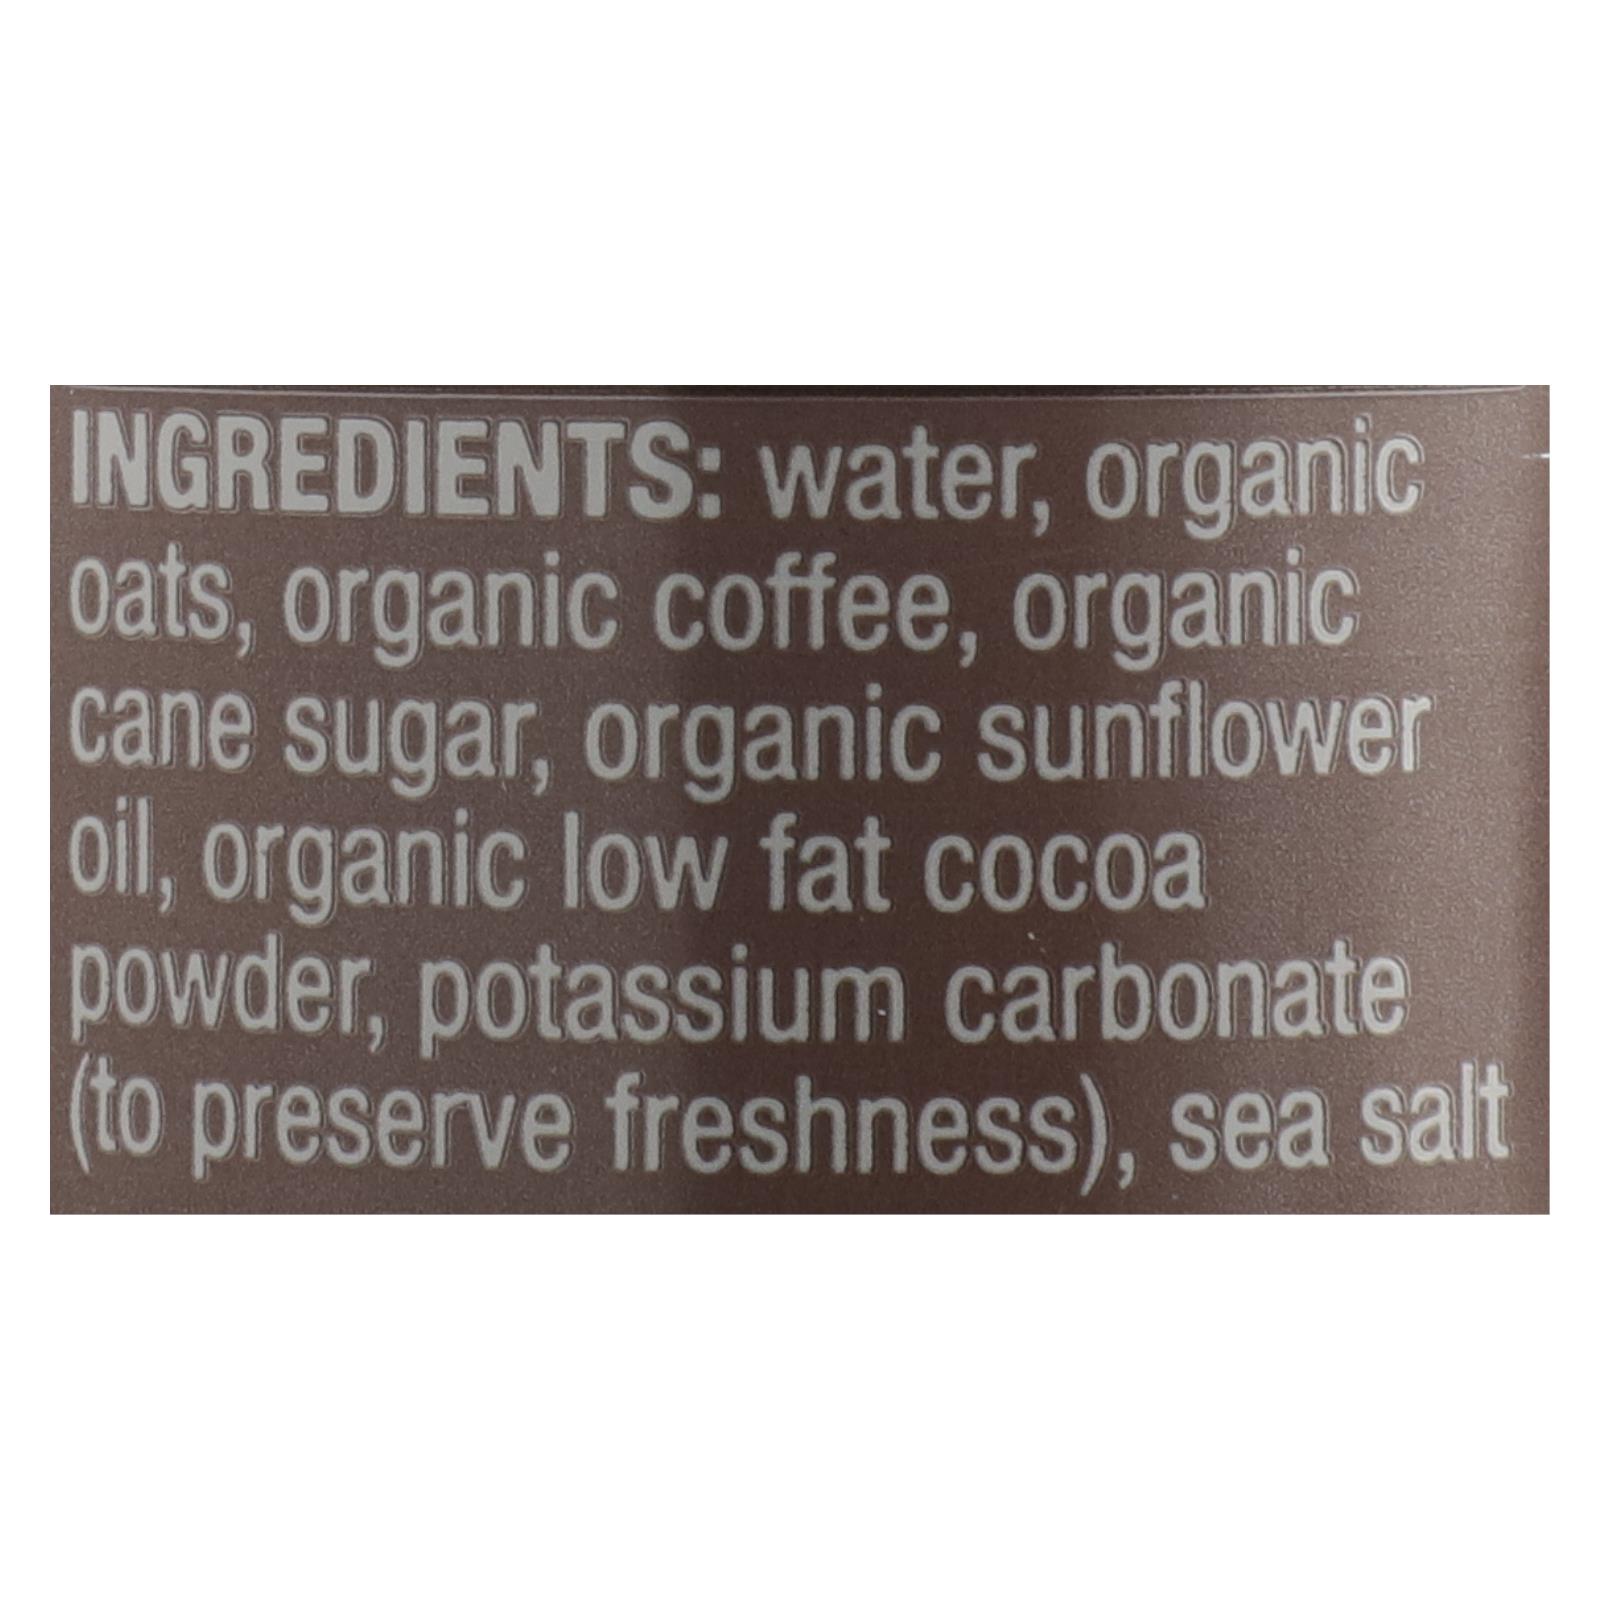 INGREDIENTS: water, organic
oats, organic coffee, organic
cane sugar, organic sunflower
oil, organic low fat cocoa
powder, potassium carbonate
(to preserve freshness), sea salt